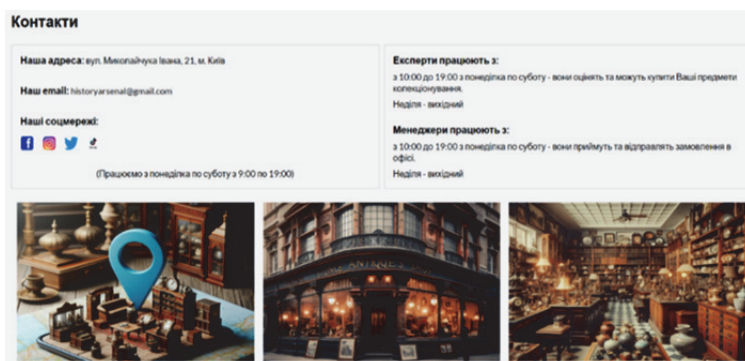 Контакти
Наша адреса: вул. Миколайчука Івана, 21, м. Київ
Наш email: historyarsenal@gmail.com
Наші соцмережі:
(Працюємо з понеділка по суботу з 9:00 по 19:00)
Експерти працюють з:
з 10:00 до 19:00 з понеділка по суботу - вони оцінять та можуть купити Ваші предмети
колекціонування.
Неділя - вихідний
Менеджери працюють з:
з 10:00 до 19:00 з понеділка по суботу - вони приймуть та відправлять замовлення в
офісі.
Неділя - вихідний
ANTIQUES